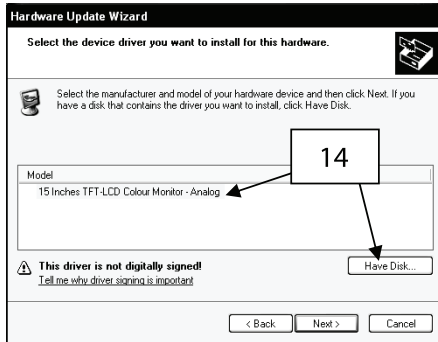 Hardware Update Wizard
Select the device driver you want to install for this hardware.
Select the manufacturer and model of your hardware device and then click Next. If you
have a disk that contains the driver you want to install, click Have Disk.
14
Model
15 Inches TFT-LCD Colour Monitor - Analog
This driver is not digitally signed!
Have Disk...
Tell me why driver signing is important
< Back
Next >
Cancel